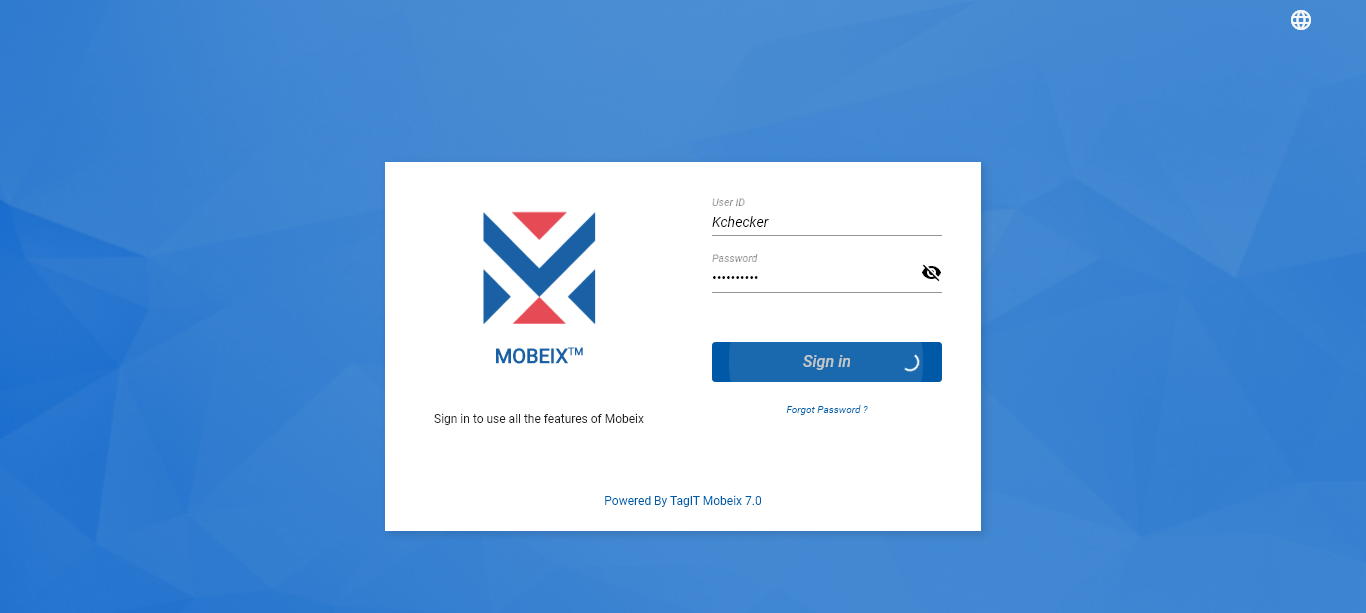 MOBEIX™
Sign in to use all the features of Mobeix
User ID
Kchecker
Password
••••••••••
Sign in
Forgot Password ?
Powered By TagIT Mobeix 7.0